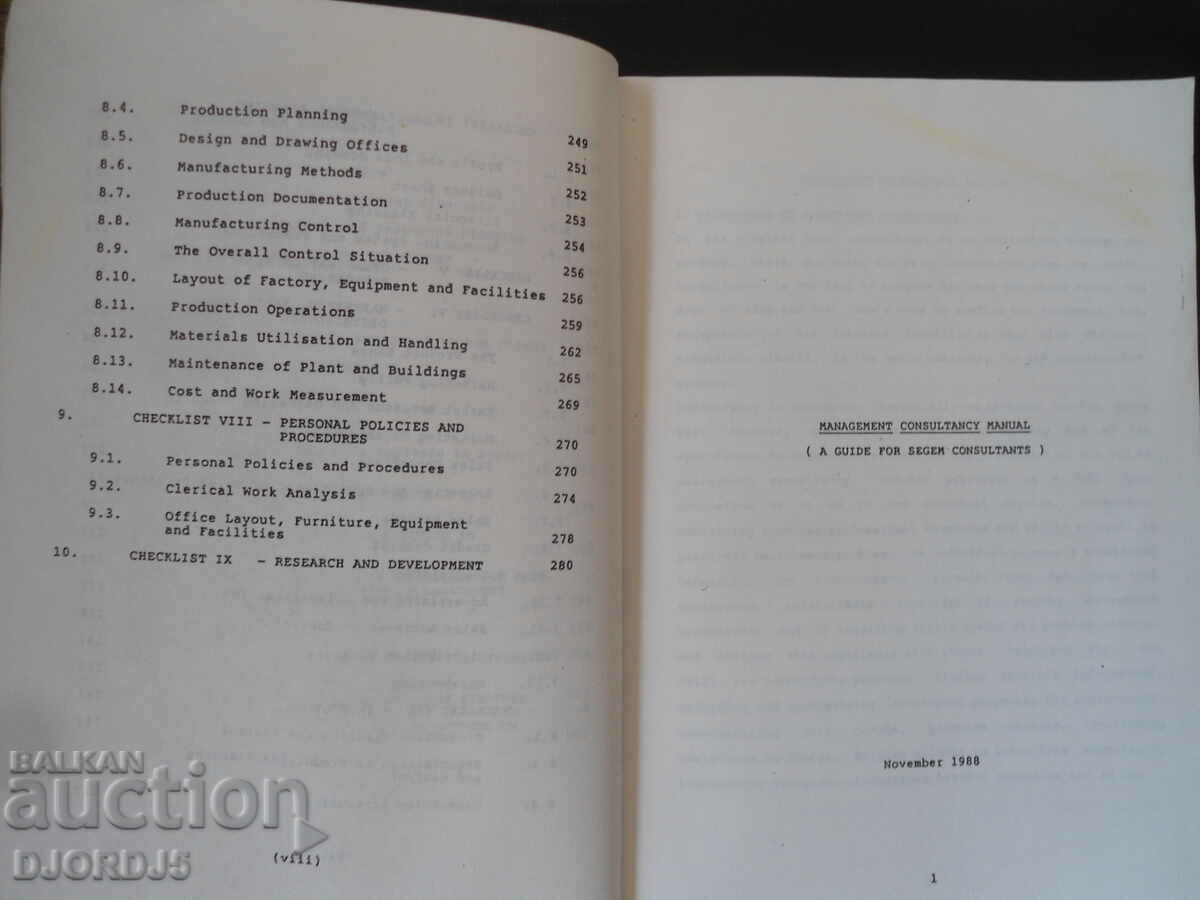 8.4. Production Planning 249
8.5. Design and Drawing Offices 251
8.6. Manufacturing Methods 252
8.7. Production Documentation 253
8.8. Manufacturing Control 254
8.9. The Overall Control Situation 256
8.10. Layout of Factory, Equipment and Facilities 256
8.11. Production Operations 259
8.12. Materials Utilisation and Handling 262
8.13. Maintenance of Plant and Buildings 265
8.14. Cost and Work Measurement 269
9. CHECKLIST VIII - PERSONAL POLICIES AND
PROCEDURES 270
9.1. Personal Policies and Procedures 270
9.2. Clerical Work Analysis 274
9.3. Office Layout, Furniture, Equipment
and Facilities 278
10. CHECKLIST IX - RESEARCH AND DEVELOPMENT 280
(viii)
MANAGEMENT CONSULTANCY MANUAL
( A GUIDE FOR SEGEM CONSULTANTS )
November 1988
1
BALKAN
auction
DJORDJ5